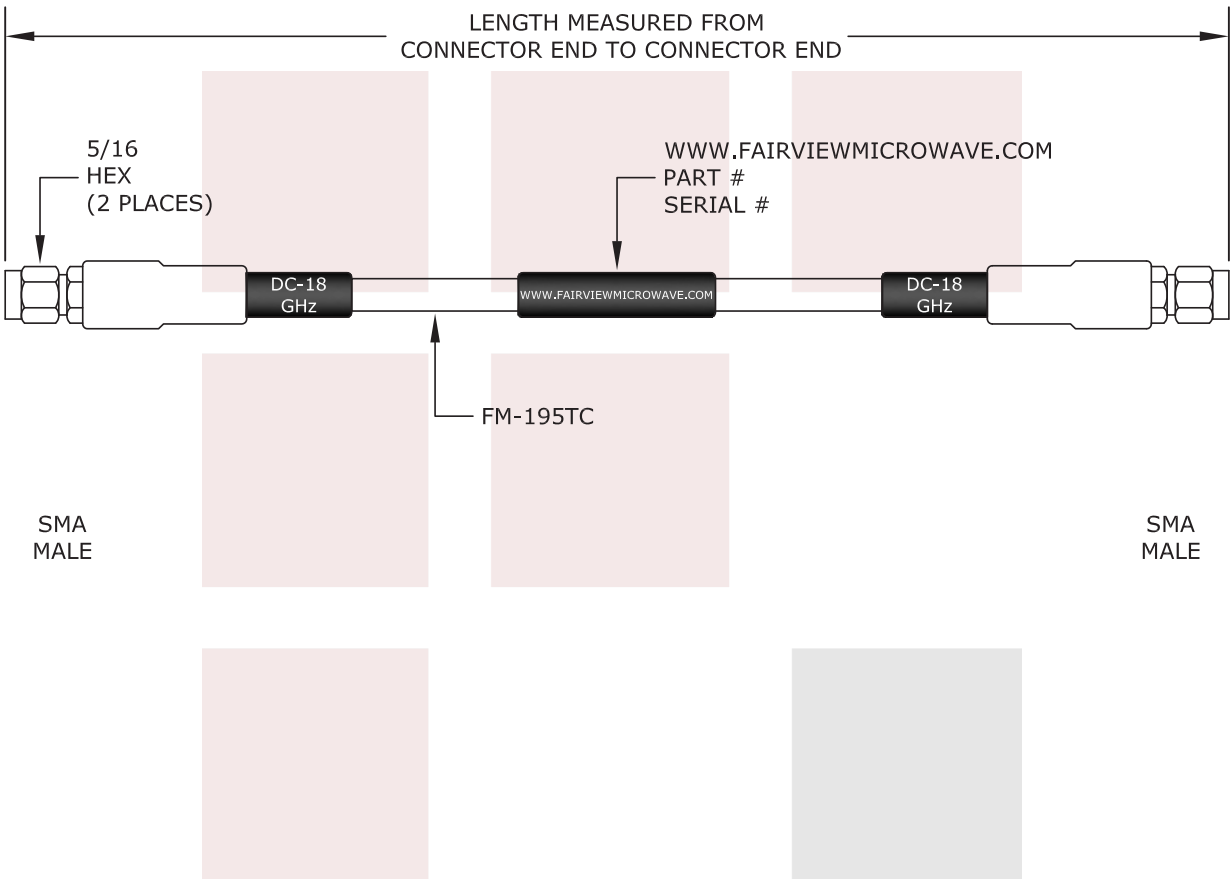 LENGTH MEASURED FROM
CONNECTOR END TO CONNECTOR END
5/16
HEX
(2 PLACES)
WWW.FAIRVIEWMICROWAVE.COM
PART #
SERIAL #
DC-18
GHz
WWW.FAIRVIEWMICROWAVE.COM
DC-18
GHz
FM-195TC
SMA
MALE
SMA
MALE